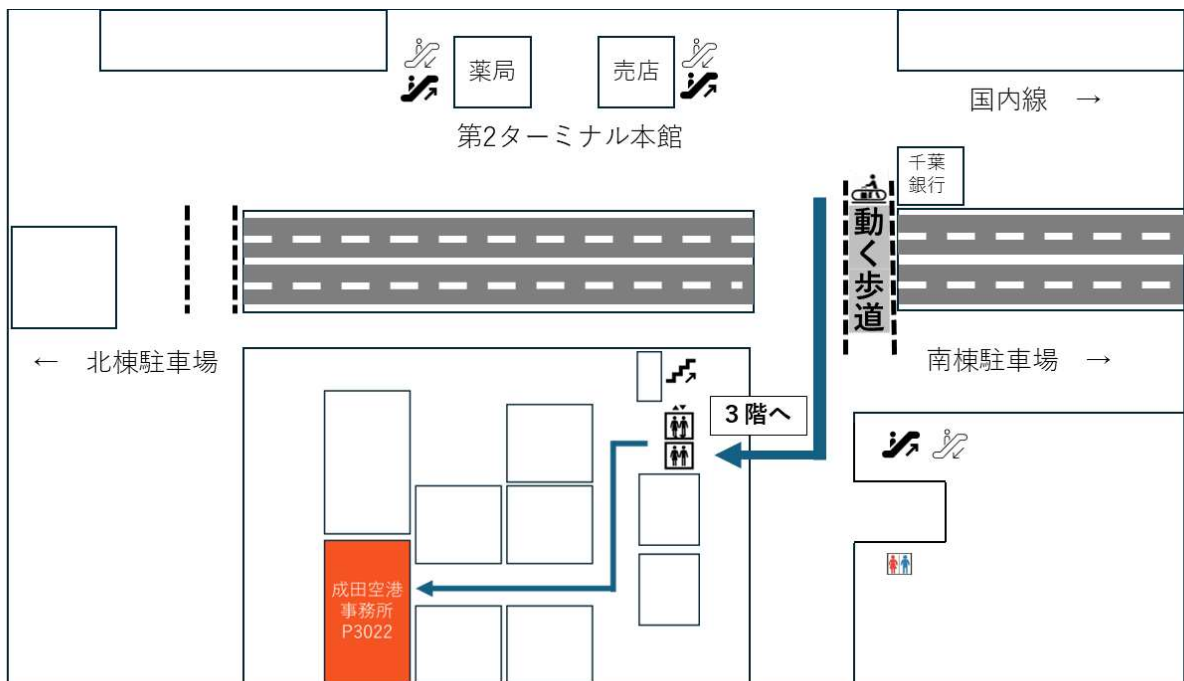 薬局
売店
国内線 →
第2ターミナル本館
千葉
銀行
動く歩道
← 北棟駐車場
南棟駐車場 →
3階へ
成田空港
事務所
P3022